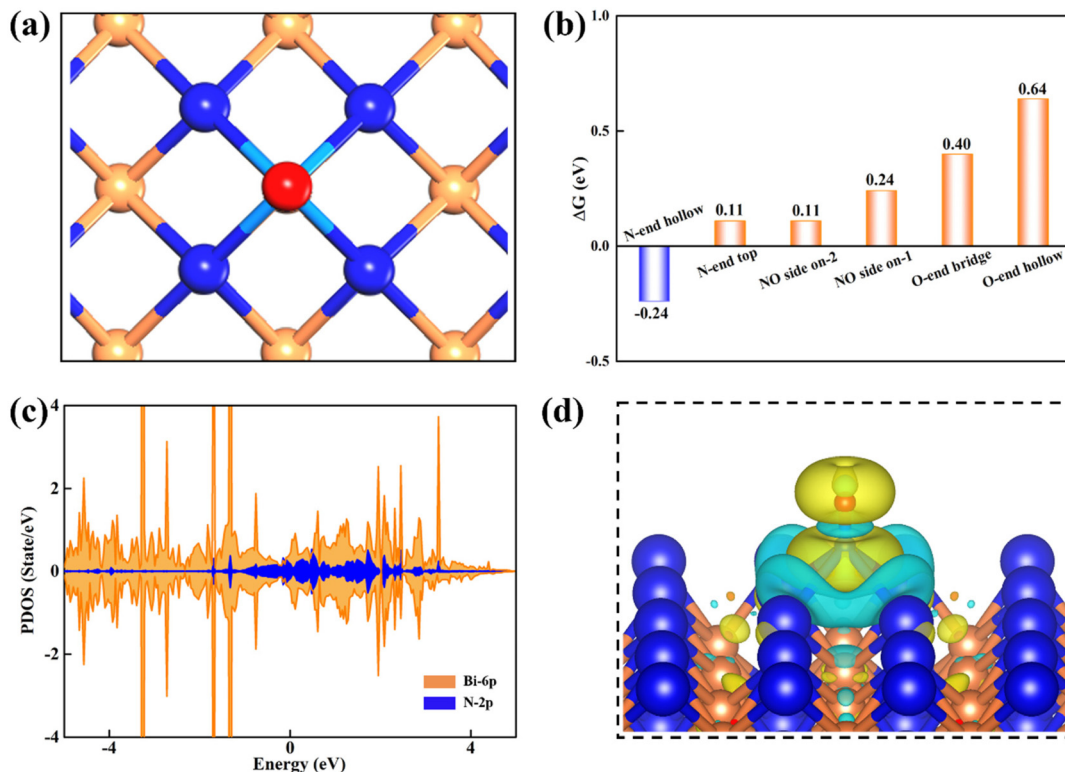 (a)
(b)
ΔG (eV)
1.0
0.5
0.0
-0.5
N-end hollow
-0.24
0.11
N-end top
0.11
NO side on-2
0.24
NO side on-1
0.40
O-end bridge
0.64
O-end hollow
(c)
PDOS (State/eV)
4
2
0
-2
-4
Bi-6p
N-2p
-4
0
4
Energy (eV)
(d)